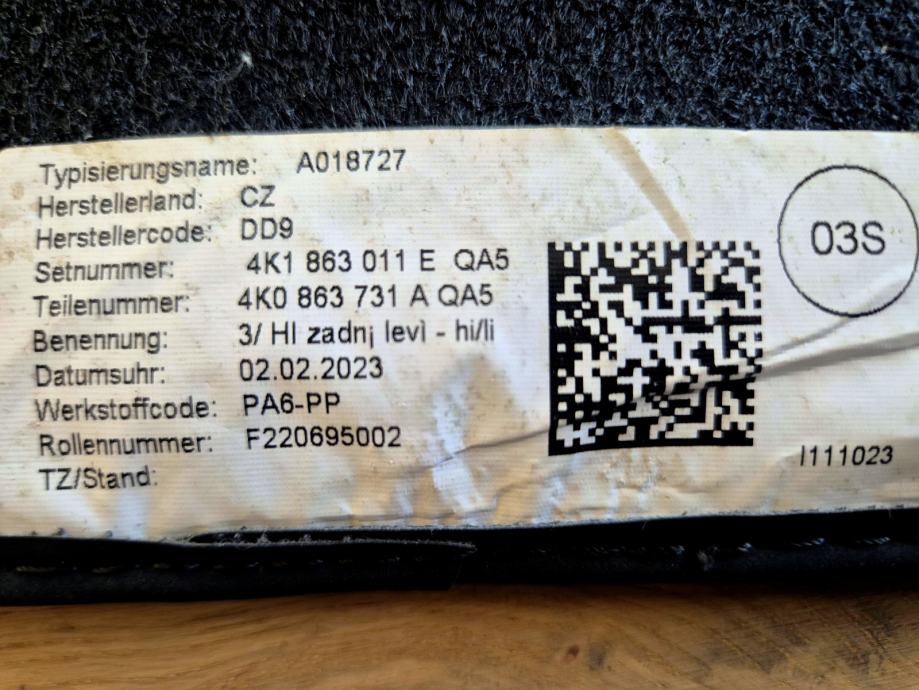 Typisierungsname: A018727
Herstellerland: CZ
Herstellercode: DD9
Setnummer: 4K1 863 011 E QA5
Teilenummer: 4K0 863 731 A QA5
Benennung: 3/ HI zadnj levì - hi/li
Datumsuhr: 02.02.2023
Werkstoffcode: PA6-PP
Rollennummer: F220695002
TZ/Stand:
03S
I111023